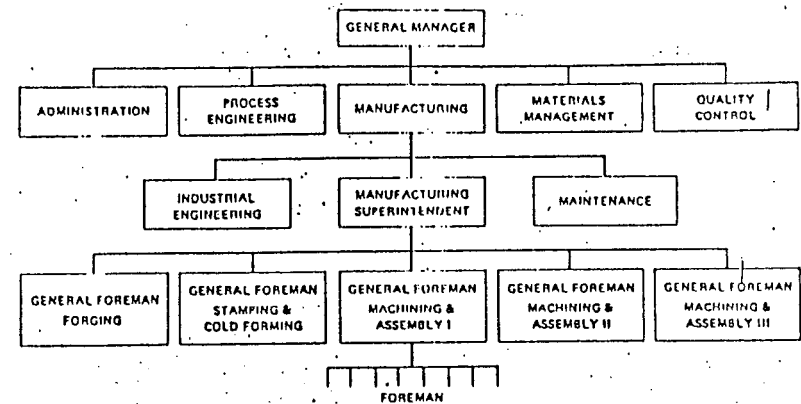 GENERAL MANAGER
ADMINISTRATION
PROCESS
ENGINEERING
MANUFACTURING
MATERIALS
MANAGEMENT
QUALITY
CONTROL
INDUSTRIAL
ENGINEERING
MANUFACTURING
SUPERINTENDENT
MAINTENANCE
GENERAL FOREMAN
FORGING
GENERAL FOREMAN
STAMPING &
COLD FORMING
GENERAL FOREMAN
MACHINING &
ASSEMBLY I
GENERAL FOREMAN
MACHINING &
ASSEMBLY II
GENERAL FOREMAN
MACHINING &
ASSEMBLY III
FOREMAN